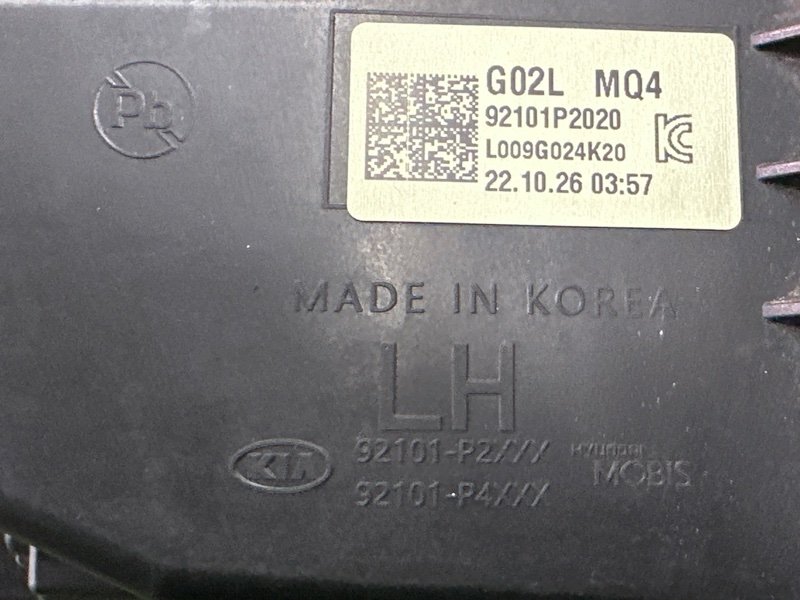 Pb
G02L MQ4
92101P2020
L009G024K20
22.10.26 03:57
KC
MADE IN KOREA
LH
KIA
92101-P2XXX
HYUNDAI
MOBIS
92101-P4XXX